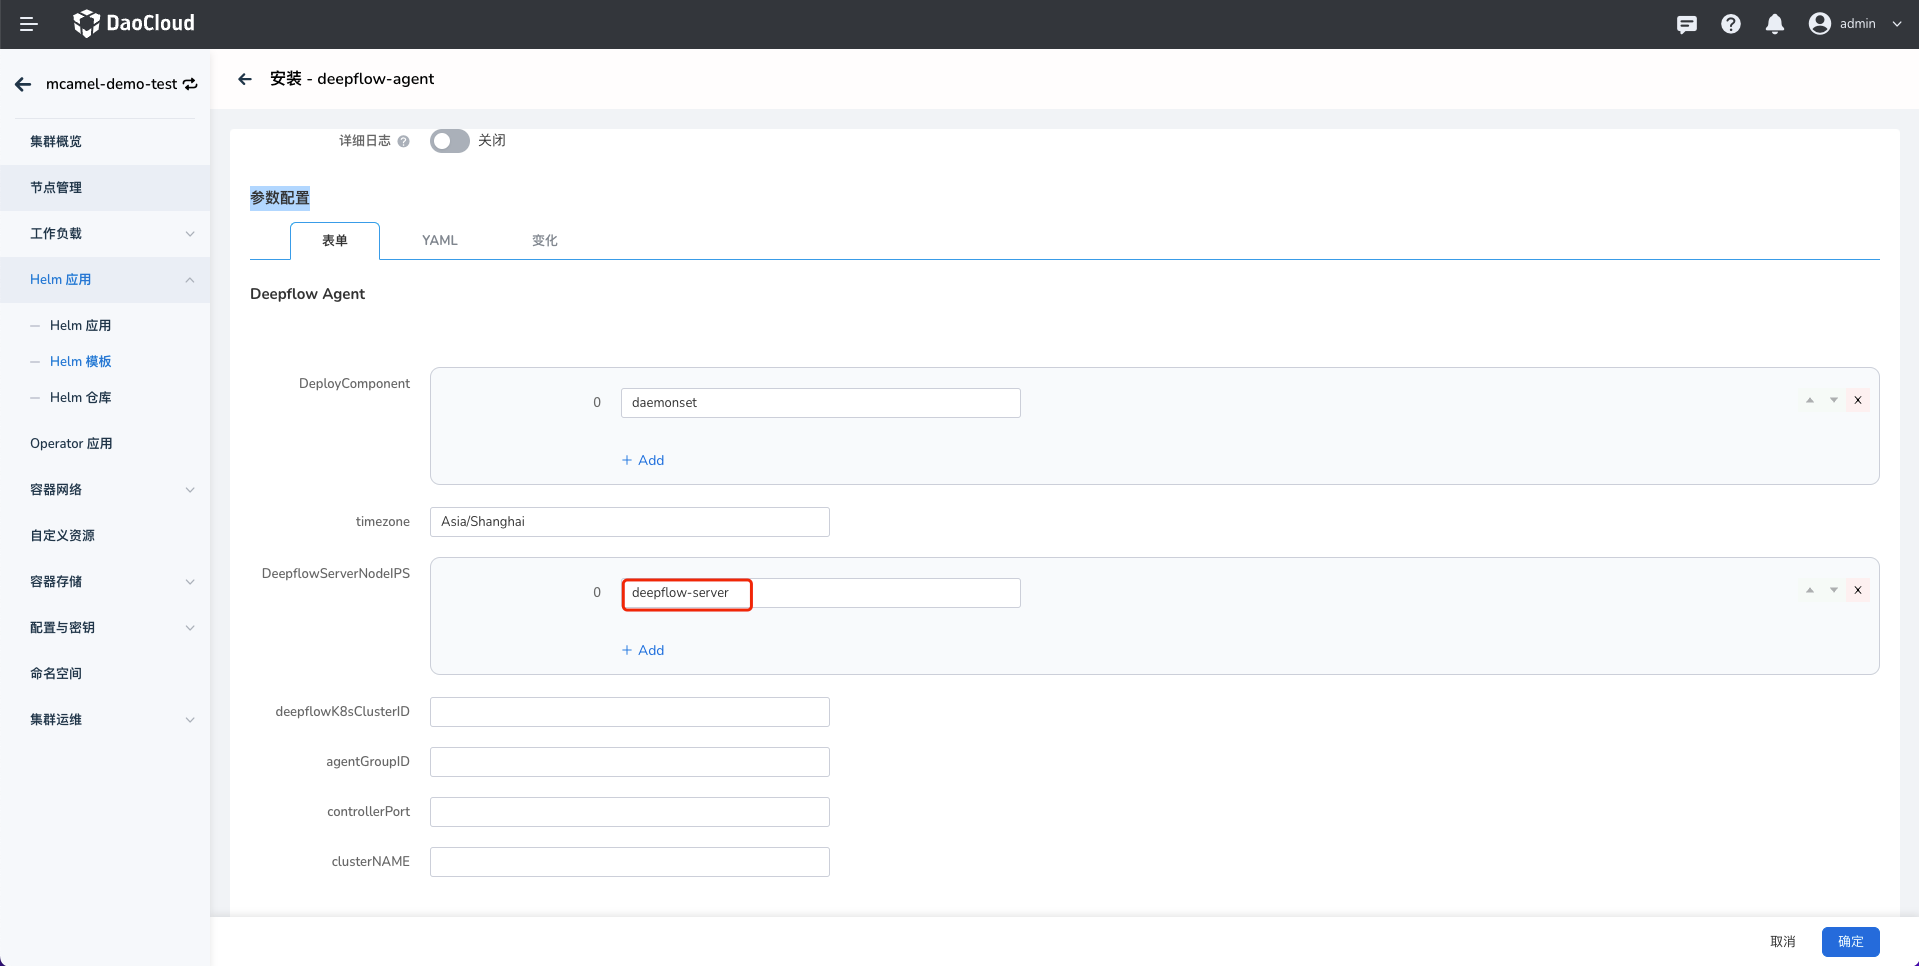 DaoCloud
admin
mcamel-demo-test
集群概览
节点管理
工作负载
Helm 应用
Helm 应用
Helm 模板
Helm 仓库
Operator 应用
容器网络
自定义资源
容器存储
配置与密钥
命名空间
集群运维
安装 - deepflow-agent
详细日志 ? 关闭
参数配置
表单 YAML 变化
Deepflow Agent
DeployComponent 0 daemonset x
+ Add
timezone Asia/Shanghai
DeepflowServerNodeIPS 0 deepflow-server x
+ Add
deepflowK8sClusterID
agentGroupID
controllerPort
clusterNAME
取消 确定